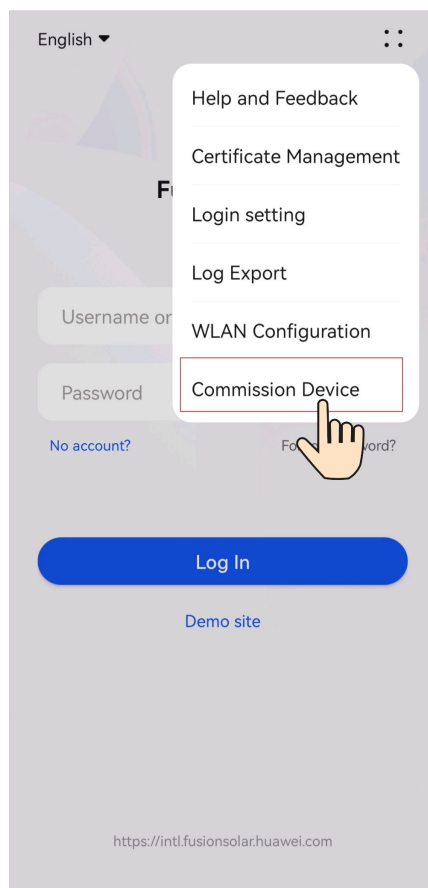 English
Help and Feedback
Certificate Management
Login setting
Log Export
Username or
WLAN Configuration
Password
Commission Device
No account?
Log In
Demo site
https://intl.fusionsolar.huawei.com